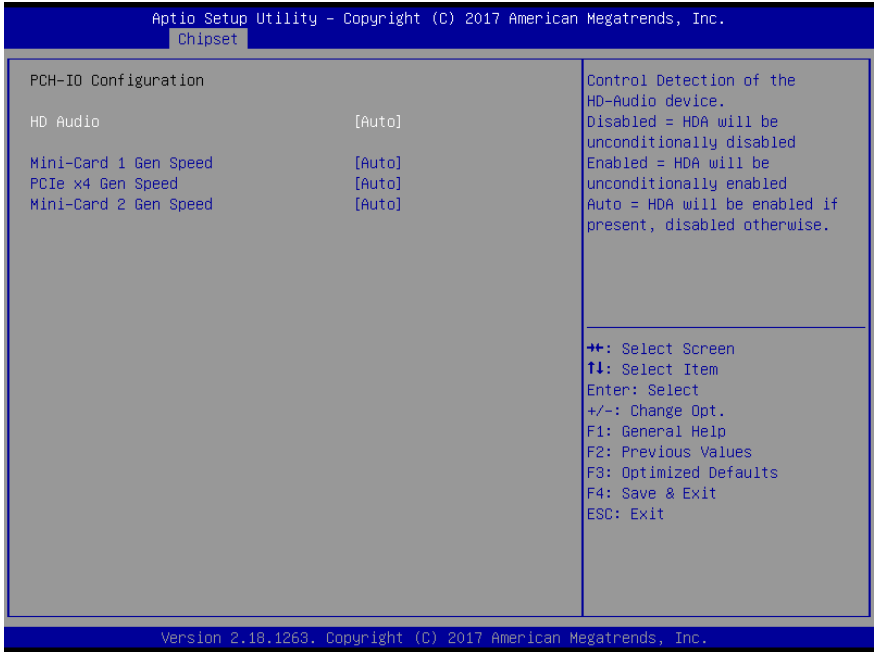 Aptio Setup Utility – Copyright (C) 2017 American Megatrends, Inc.
Chipset
PCH-IO Configuration
HD Audio [Auto]
Mini-Card 1 Gen Speed [Auto]
PCIe x4 Gen Speed [Auto]
Mini-Card 2 Gen Speed [Auto]
Control Detection of the
HD-Audio device.
Disabled = HDA will be
unconditionally disabled
Enabled = HDA will be
unconditionally enabled
Auto = HDA will be enabled if
present, disabled otherwise.
→←: Select Screen
↑↓: Select Item
Enter: Select
+/-: Change Opt.
F1: General Help
F2: Previous Values
F3: Optimized Defaults
F4: Save & Exit
ESC: Exit
Version 2.18.1263. Copyright (C) 2017 American Megatrends, Inc.